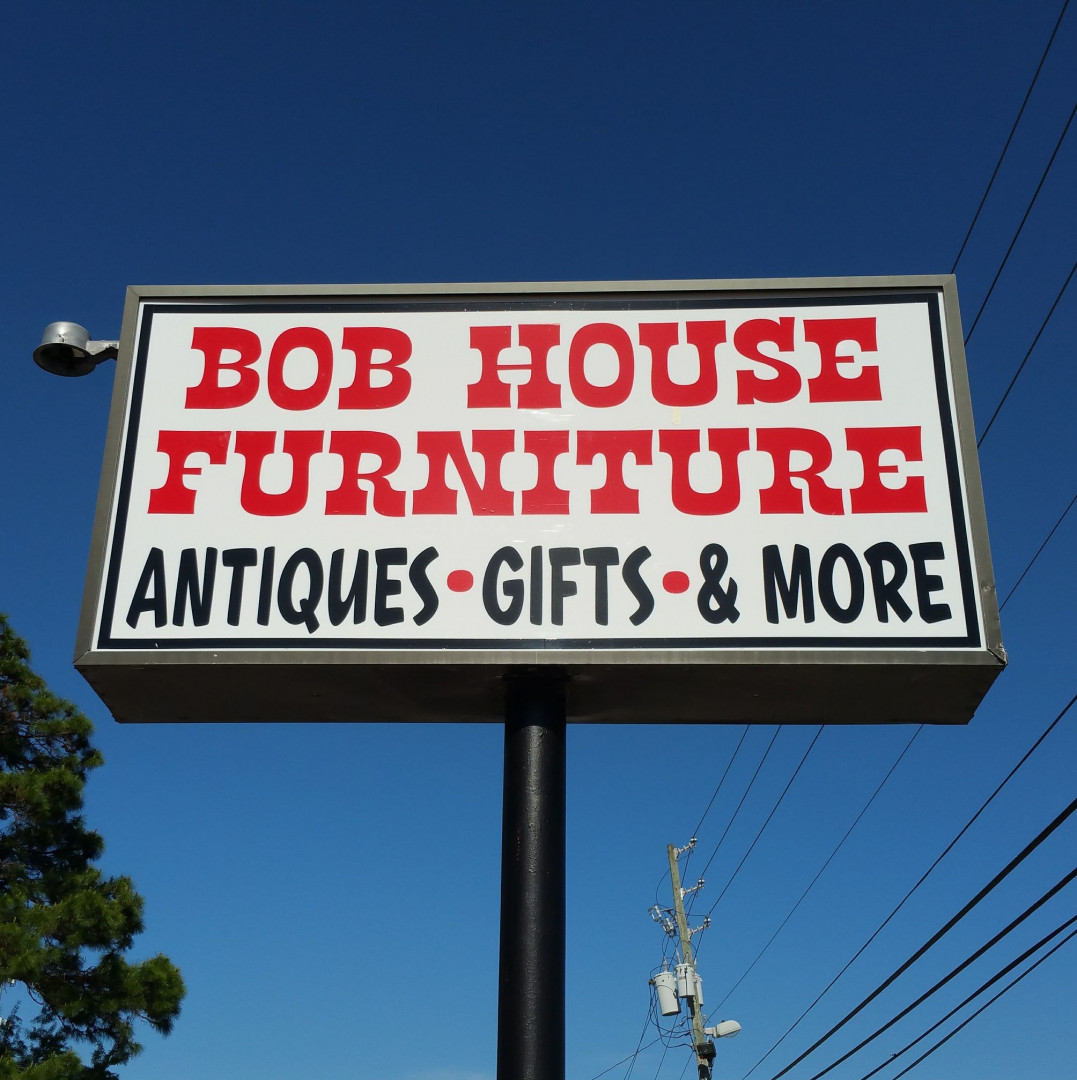 BOB HOUSE
FURNITURE
ANTIQUES • GIFTS • & MORE